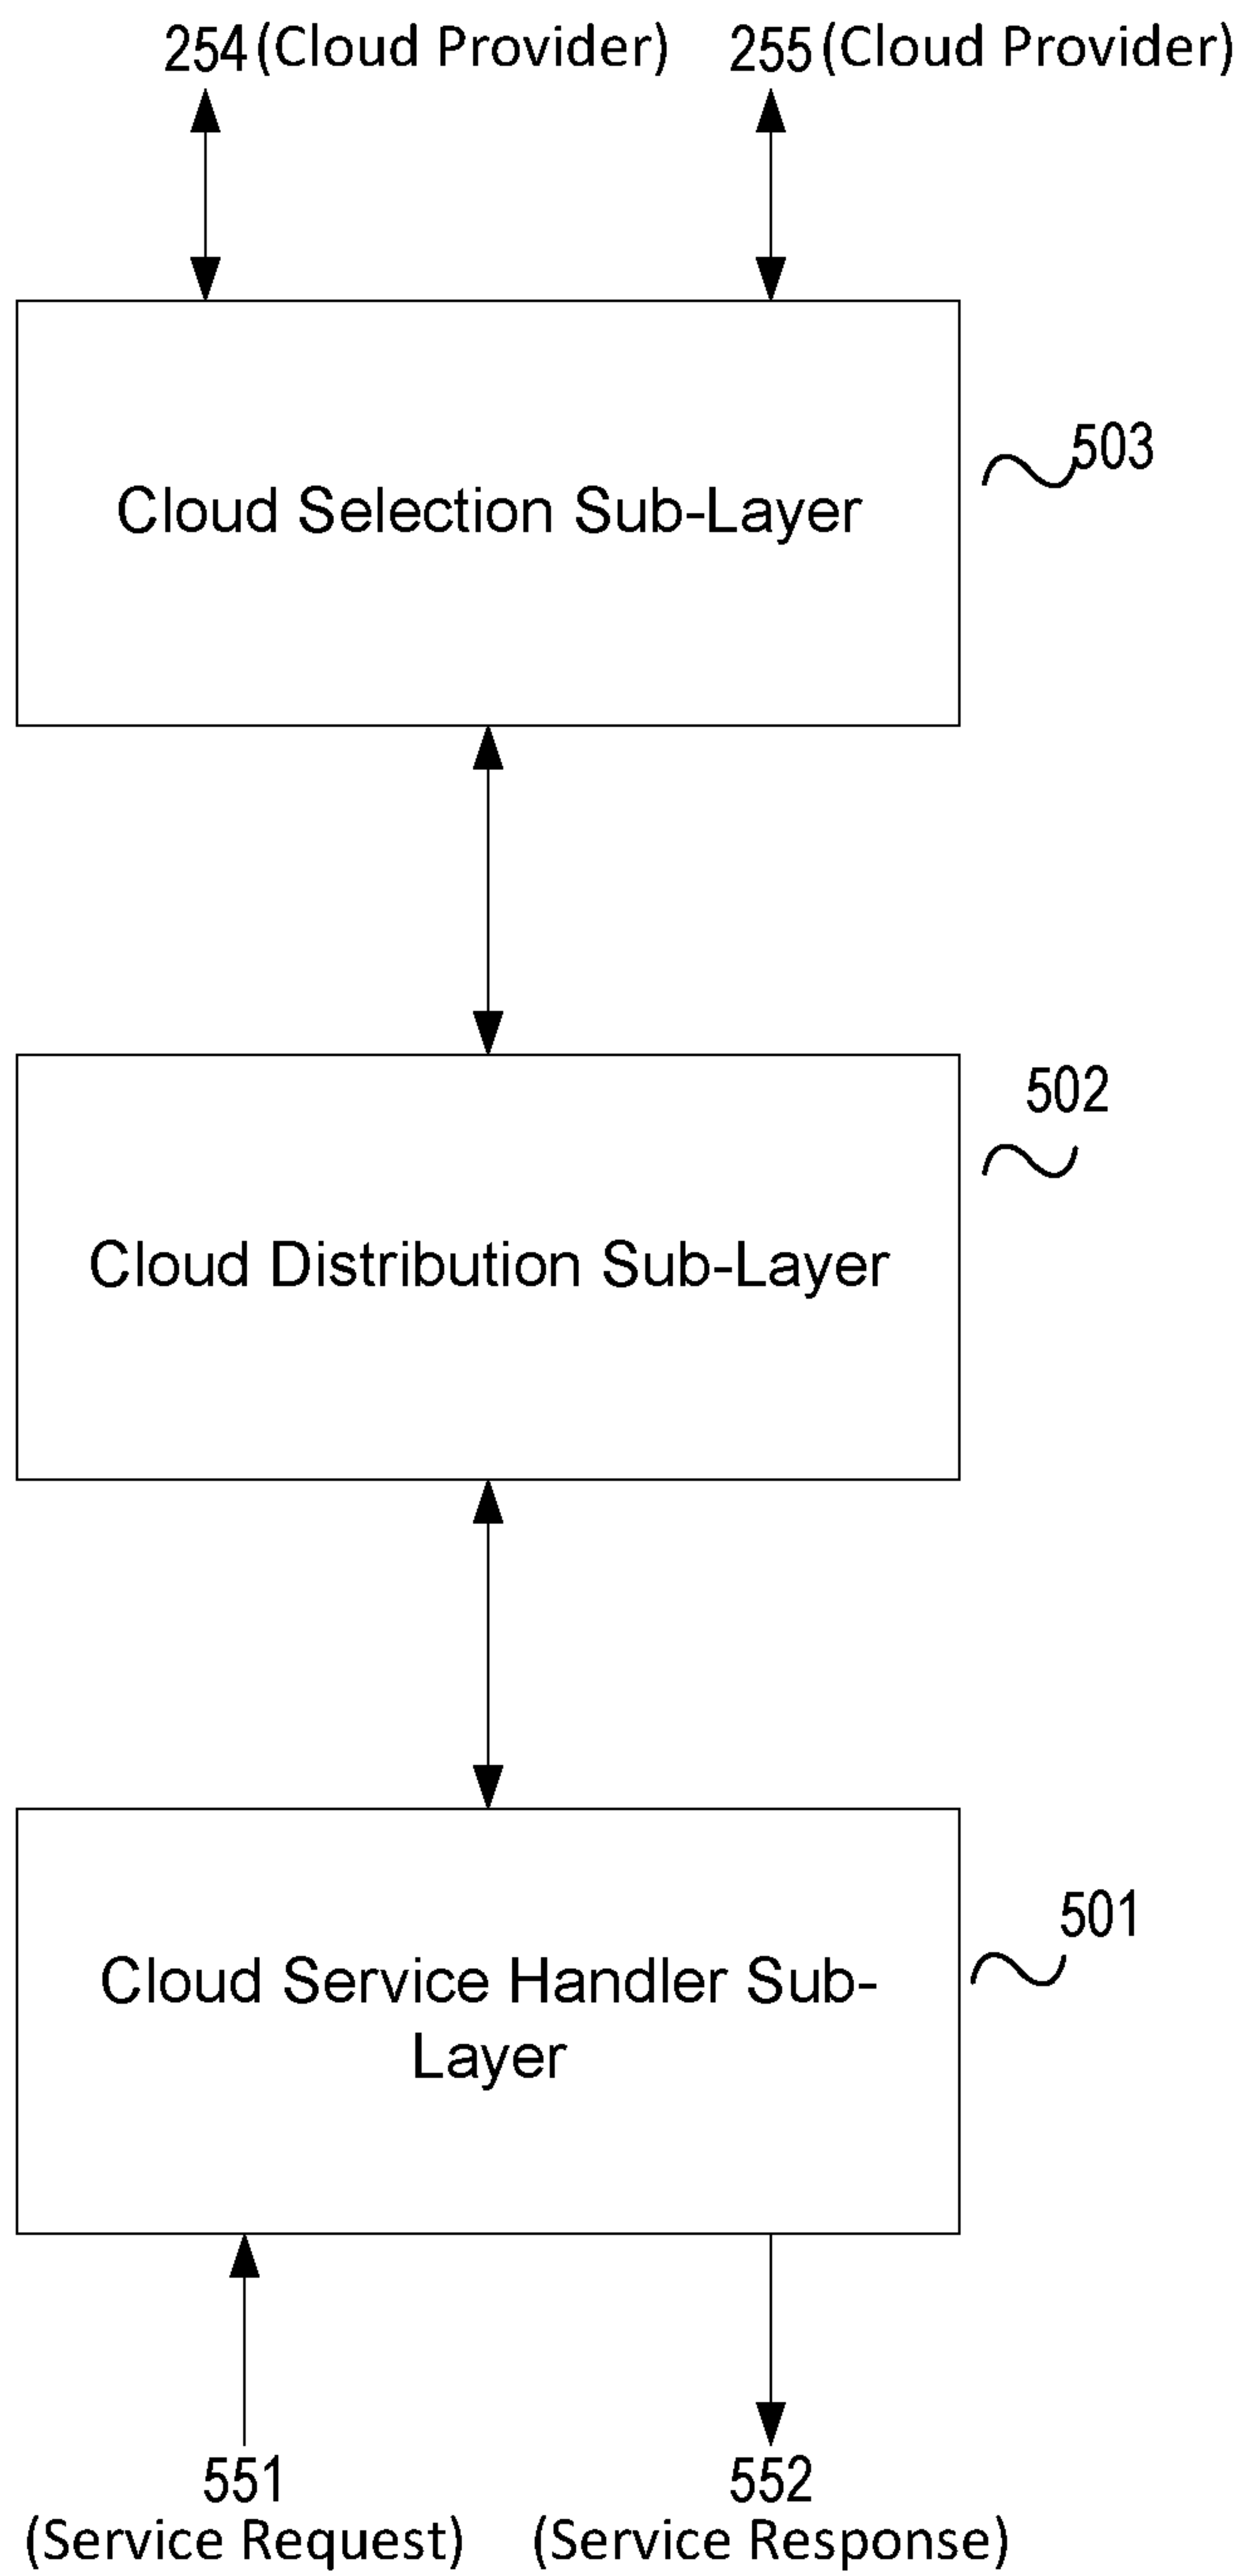 254 (Cloud Provider)
255 (Cloud Provider)
503
Cloud Selection Sub-Layer
502
Cloud Distribution Sub-Layer
501
Cloud Service Handler Sub-
Layer
551
(Service Request)
552
(Service Response)